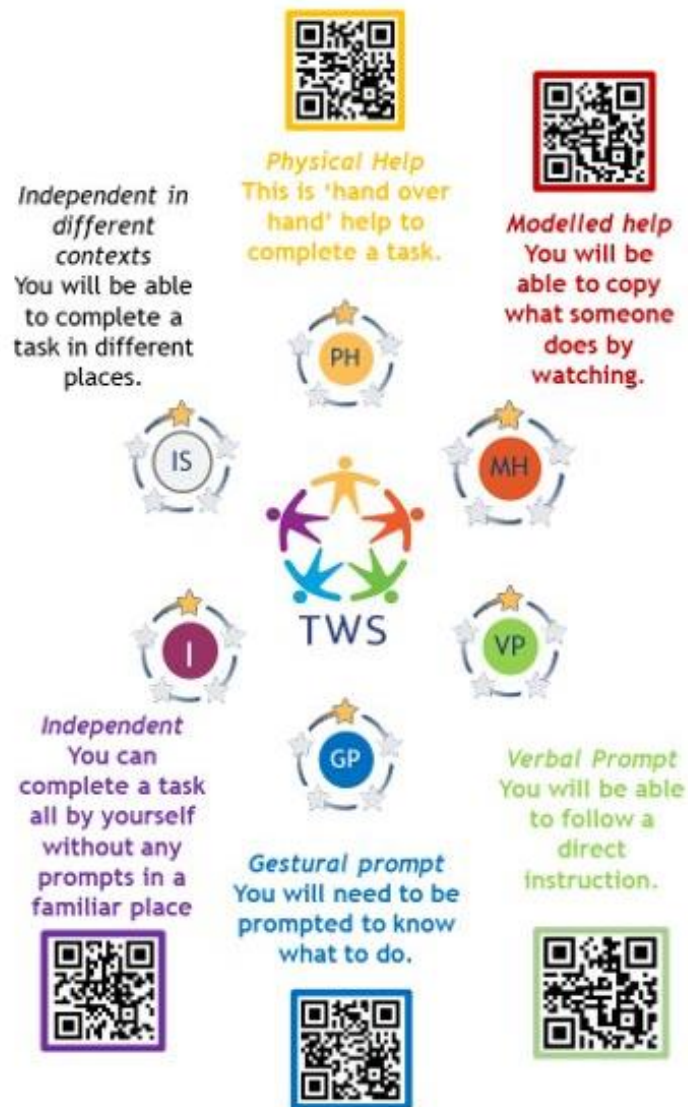 Physical Help
This is 'hand over
hand' help to
complete a task.
PH
Modelled help
You will be
able to copy
what someone
does by
watching.
MH
Verbal Prompt
You will be able
to follow a
direct
instruction.
VP
Gestural prompt
You will need to be
prompted to know
what to do.
GP
Independent
You can
complete a task
all by yourself
without any
prompts in a
familiar place
I
Independent in
different
contexts
You will be able
to complete a
task in different
places.
IS
TWS